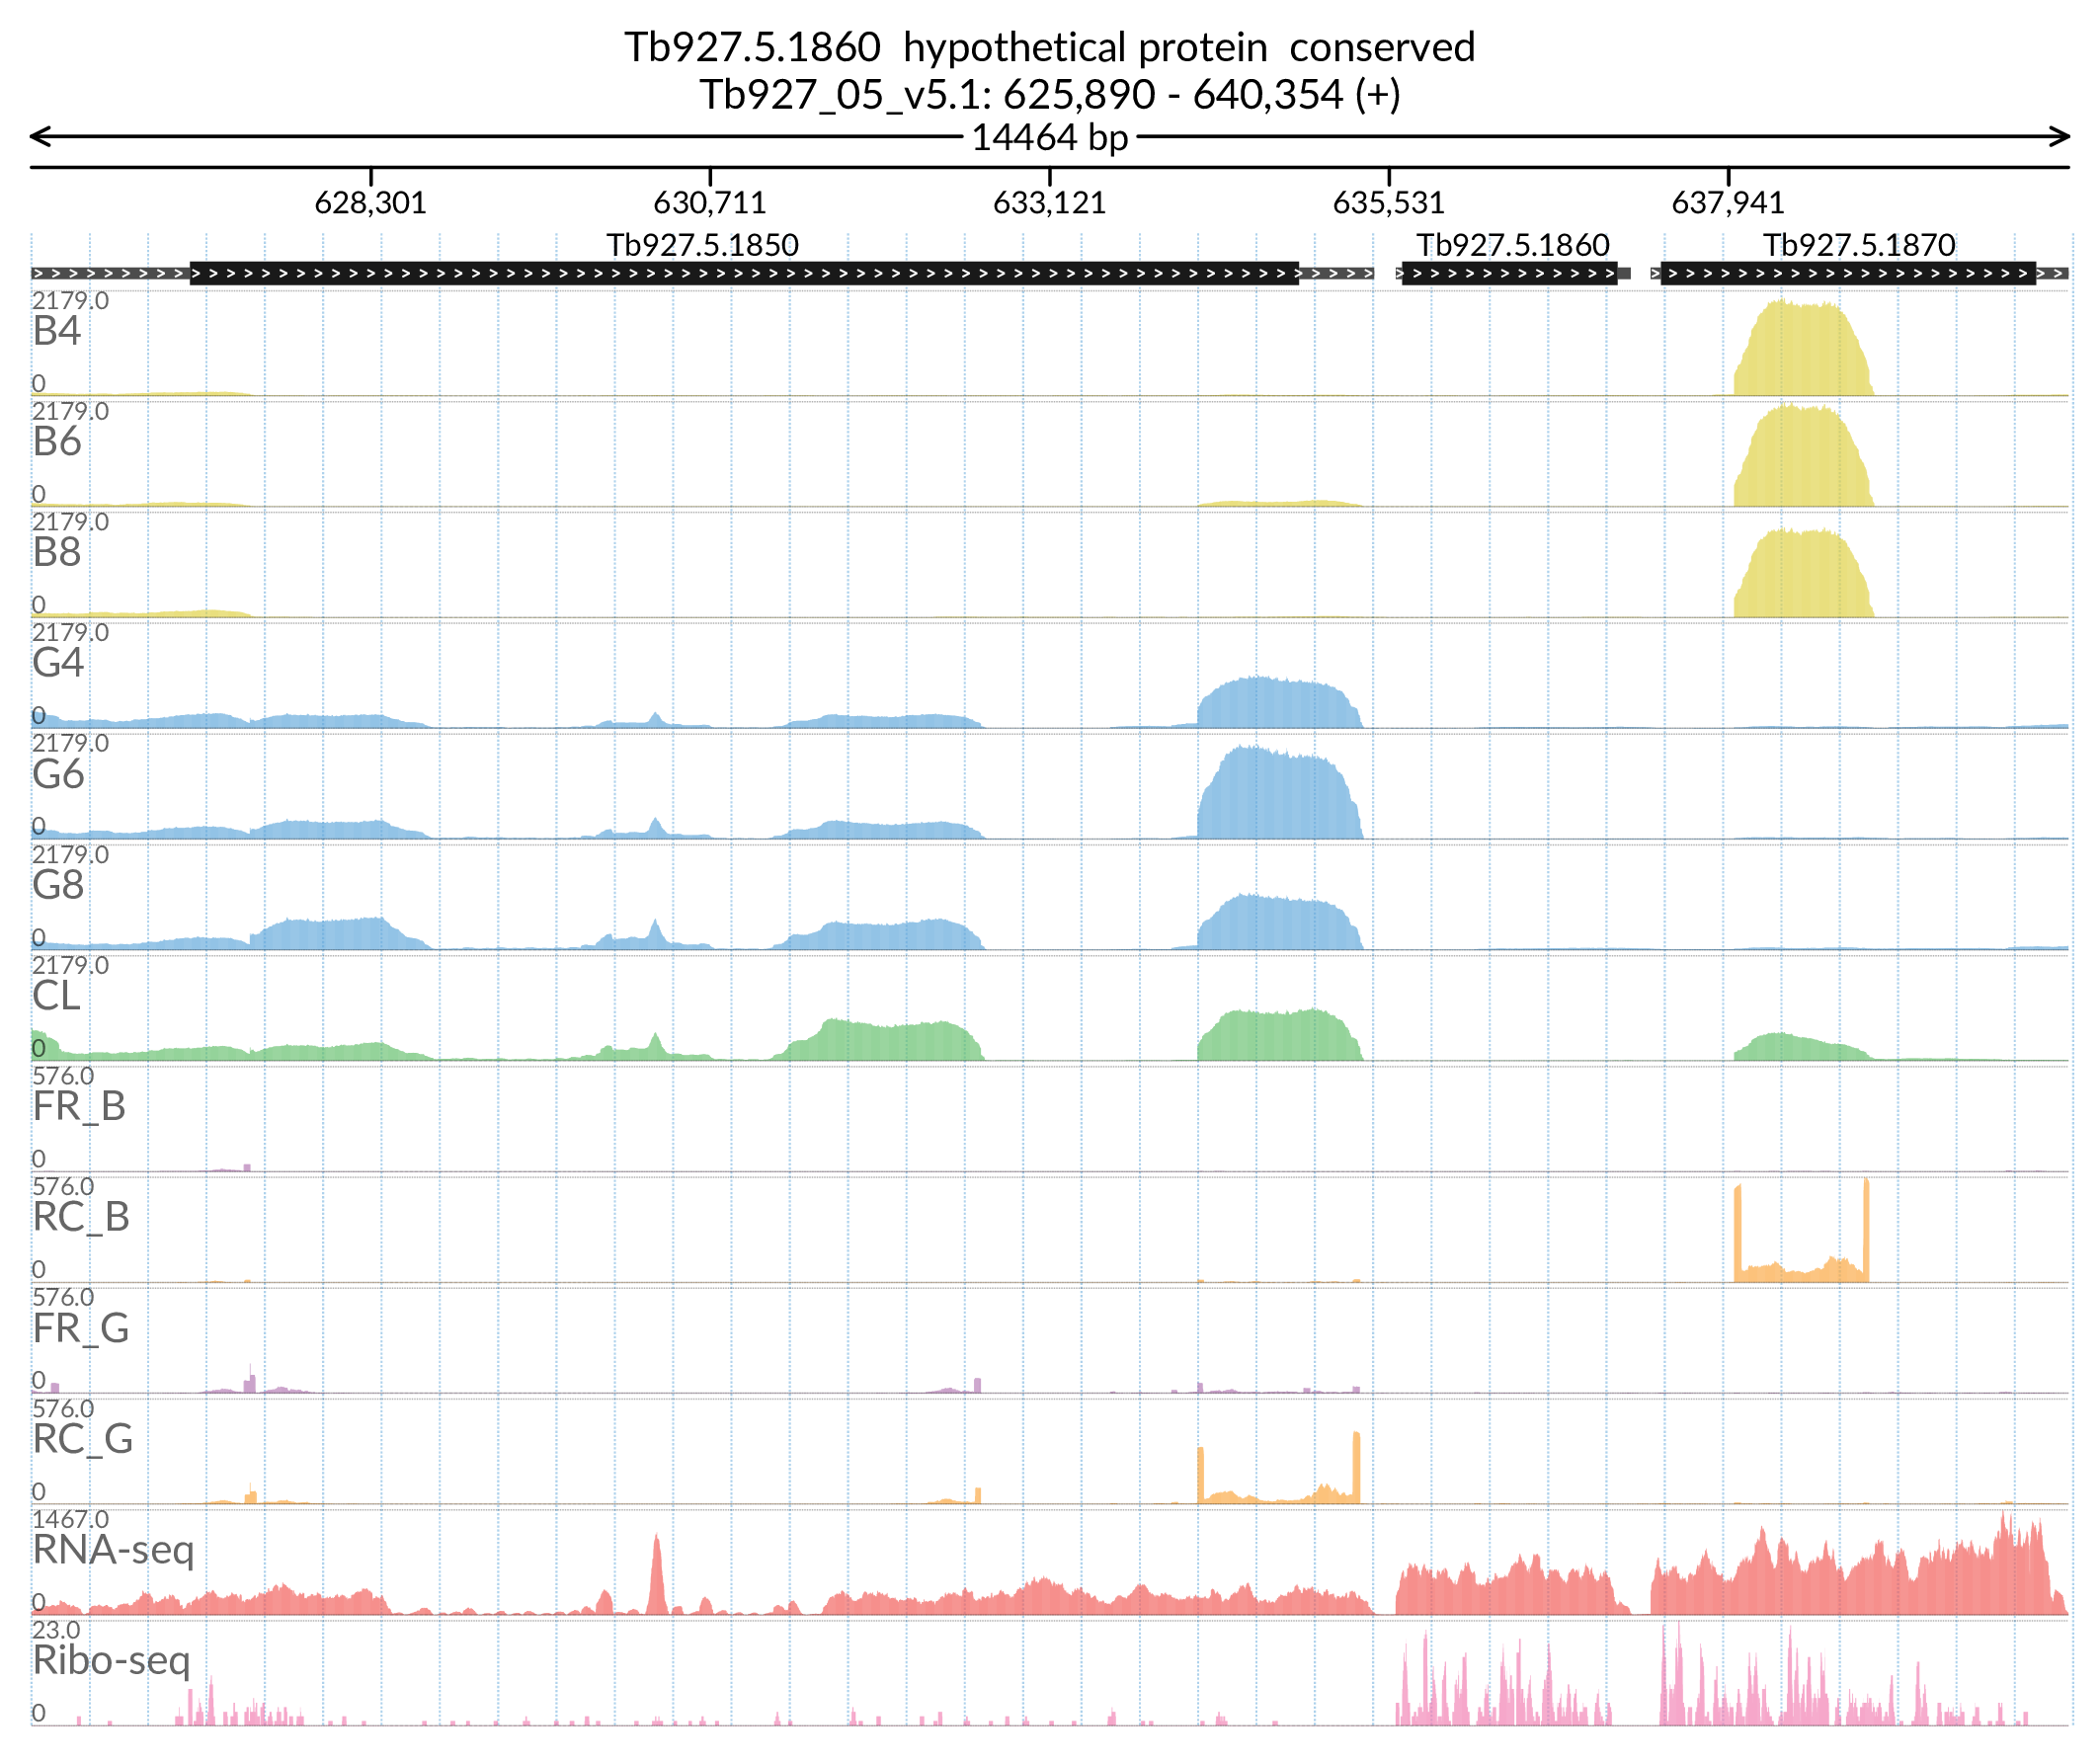 Tb927.5.1860  hypothetical protein  conserved
Tb927_05_v5.1: 625,890 - 640,354 (+)
14464 bp
628,301 630,711 633,121 635,531 637,941
Tb927.5.1850 Tb927.5.1860 Tb927.5.1870
2179.0
B4
0
2179.0
B6
0
2179.0
B8
0
2179.0
G4
0
2179.0
G6
0
2179.0
G8
0
2179.0
CL
0
576.0
FR_B
0
576.0
RC_B
0
576.0
FR_G
0
576.0
RC_G
0
1467.0
RNA-seq
0
23.0
Ribo-seq
0